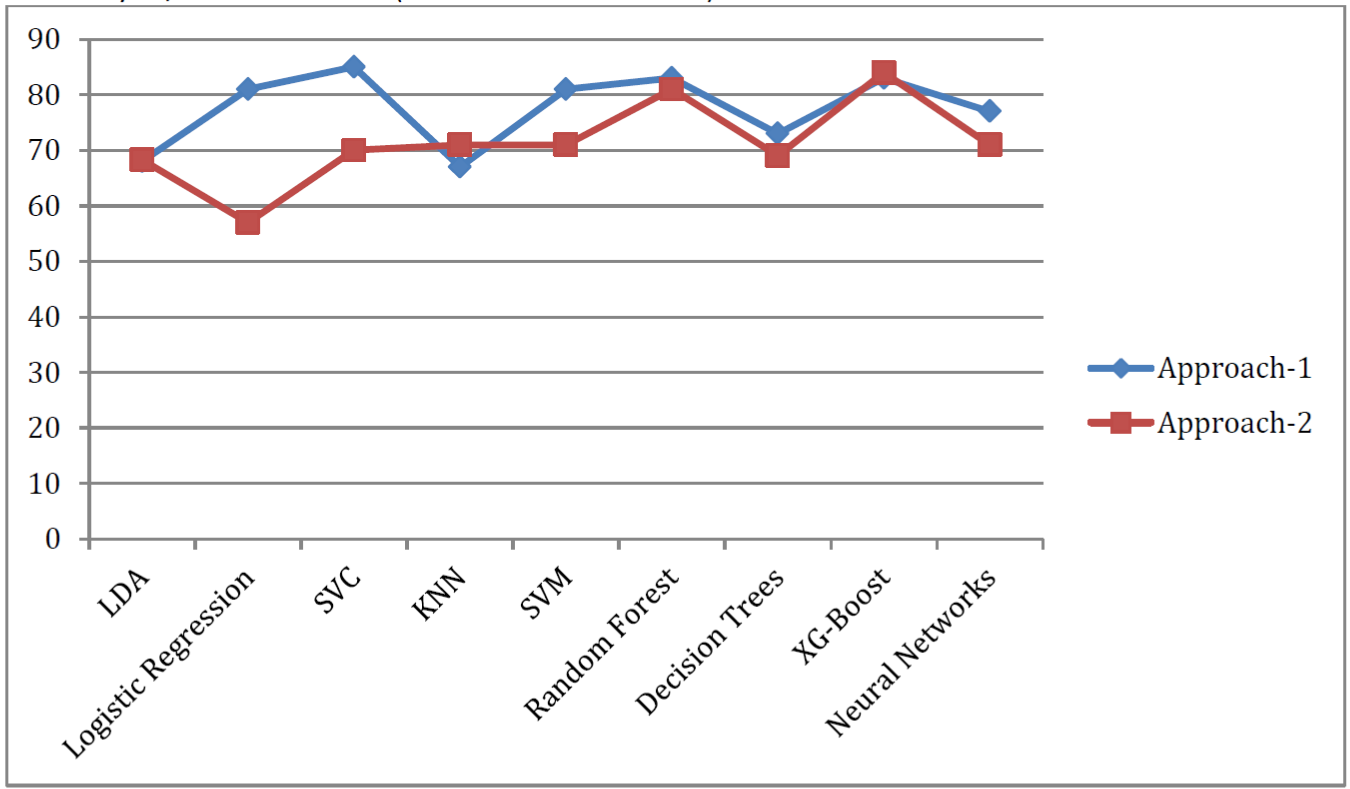 90
80
70
60
50
40
30
20
10
0
LDA
Logistic Regression
SVC
KNN
SVM
Random Forest
Decision Trees
XG-Boost
Neural Networks
Approach-1
Approach-2